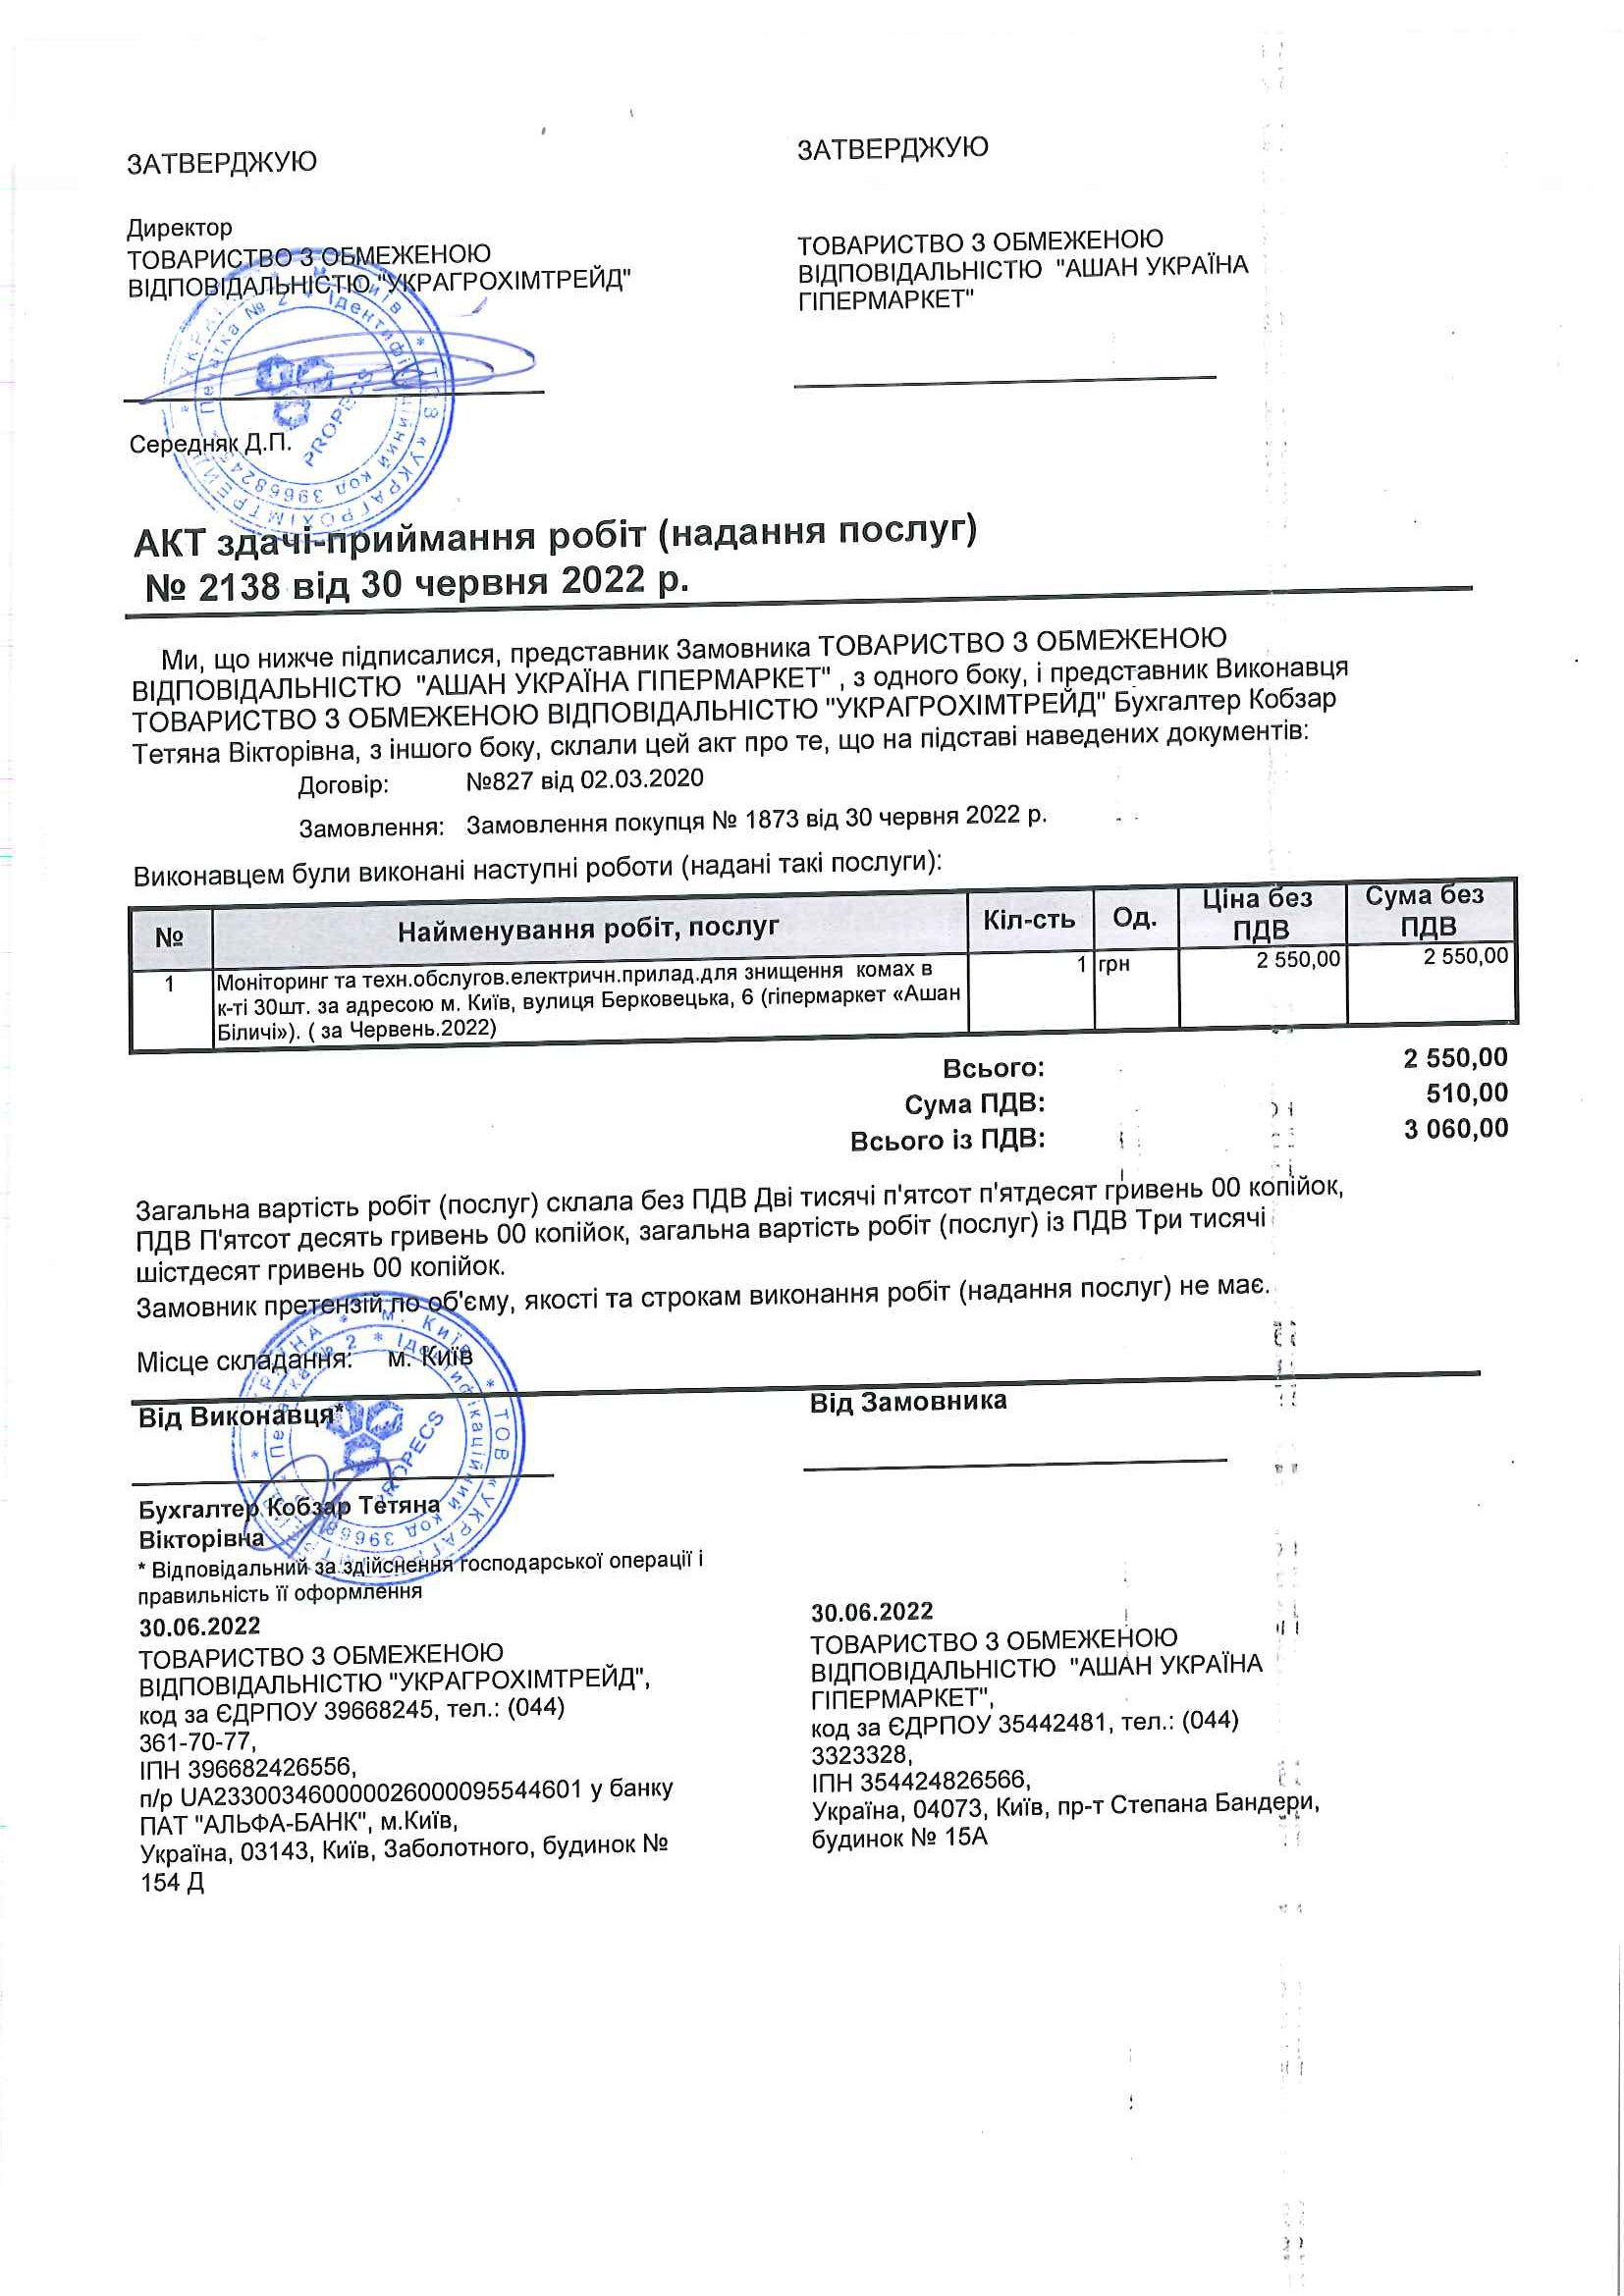 ЗАТВЕРДЖУЮ
Директор
ТОВАРИСТВО З ОБМЕЖЕНОЮ
ВІДПОВІДАЛЬНІСТЮ "УКРАГРОХІМТРЕЙД"
Середняк Д.П.
ЗАТВЕРДЖУЮ
ТОВАРИСТВО З ОБМЕЖЕНОЮ
ВІДПОВІДАЛЬНІСТЮ "АШАН УКРАЇНА
ГІПЕРМАРКЕТ"
* УКРАЇНА * м. Київ * ТОВ «УКРАГРОХІМТРЕЙД»
Печатка № 2 * Ідентифікаційний код 39668245 *
PROPECS
АКТ здачі-приймання робіт (надання послуг)
№ 2138 від 30 червня 2022 р.
Ми, що нижче підписалися, представник Замовника ТОВАРИСТВО З ОБМЕЖЕНОЮ
ВІДПОВІДАЛЬНІСТЮ "АШАН УКРАЇНА ГІПЕРМАРКЕТ" , з одного боку, і представник Виконавця
ТОВАРИСТВО З ОБМЕЖЕНОЮ ВІДПОВІДАЛЬНІСТЮ "УКРАГРОХІМТРЕЙД" Бухгалтер Кобзар
Тетяна Вікторівна, з іншого боку, склали цей акт про те, що на підставі наведених документів:
Договір: №827 від 02.03.2020
Замовлення: Замовлення покупця № 1873 від 30 червня 2022 р.
Виконавцем були виконані наступні роботи (надані такі послуги):
№ Найменування робіт, послуг Кіл-сть Од. Ціна без ПДВ Сума без ПДВ
1 Моніторинг та техн.обслугов.електричн.прилад.для знищення комах в 1 грн 2 550,00 2 550,00
к-ті 30шт. за адресою м. Київ, вулиця Берковецька, 6 (гіпермаркет «Ашан
Біличі»). ( за Червень.2022)
Всього: 2 550,00
Сума ПДВ: 510,00
Всього із ПДВ: 3 060,00
Загальна вартість робіт (послуг) склала без ПДВ Дві тисячі п'ятсот п'ятдесят гривень 00 копійок,
ПДВ П'ятсот десять гривень 00 копійок, загальна вартість робіт (послуг) із ПДВ Три тисячі
шістдесят гривень 00 копійок.
Замовник претензій по об'єму, якості та строкам виконання робіт (надання послуг) не має.
Місце складання: м. Київ
Від Виконавця*
Бухгалтер Кобзар Тетяна
Вікторівна
* Відповідальний за здійснення господарської операції і
правильність її оформлення
30.06.2022
ТОВАРИСТВО З ОБМЕЖЕНОЮ
ВІДПОВІДАЛЬНІСТЮ "УКРАГРОХІМТРЕЙД",
код за ЄДРПОУ 39668245, тел.: (044)
361-70-77,
ІПН 396682426556,
п/р UA233003460000026000095544601 у банку
ПАТ "АЛЬФА-БАНК", м.Київ,
Україна, 03143, Київ, Заболотного, будинок №
154 Д
Від Замовника
30.06.2022
ТОВАРИСТВО З ОБМЕЖЕНОЮ
ВІДПОВІДАЛЬНІСТЮ "АШАН УКРАЇНА
ГІПЕРМАРКЕТ",
код за ЄДРПОУ 35442481, тел.: (044)
3323328,
ІПН 354424826566,
Україна, 04073, Київ, пр-т Степана Бандери,
будинок № 15А
* УКРАЇНА * м. Київ * ТОВ «УКРАГРОХІМТРЕЙД»
Печатка № 2 * Ідентифікаційний код
PROPECS